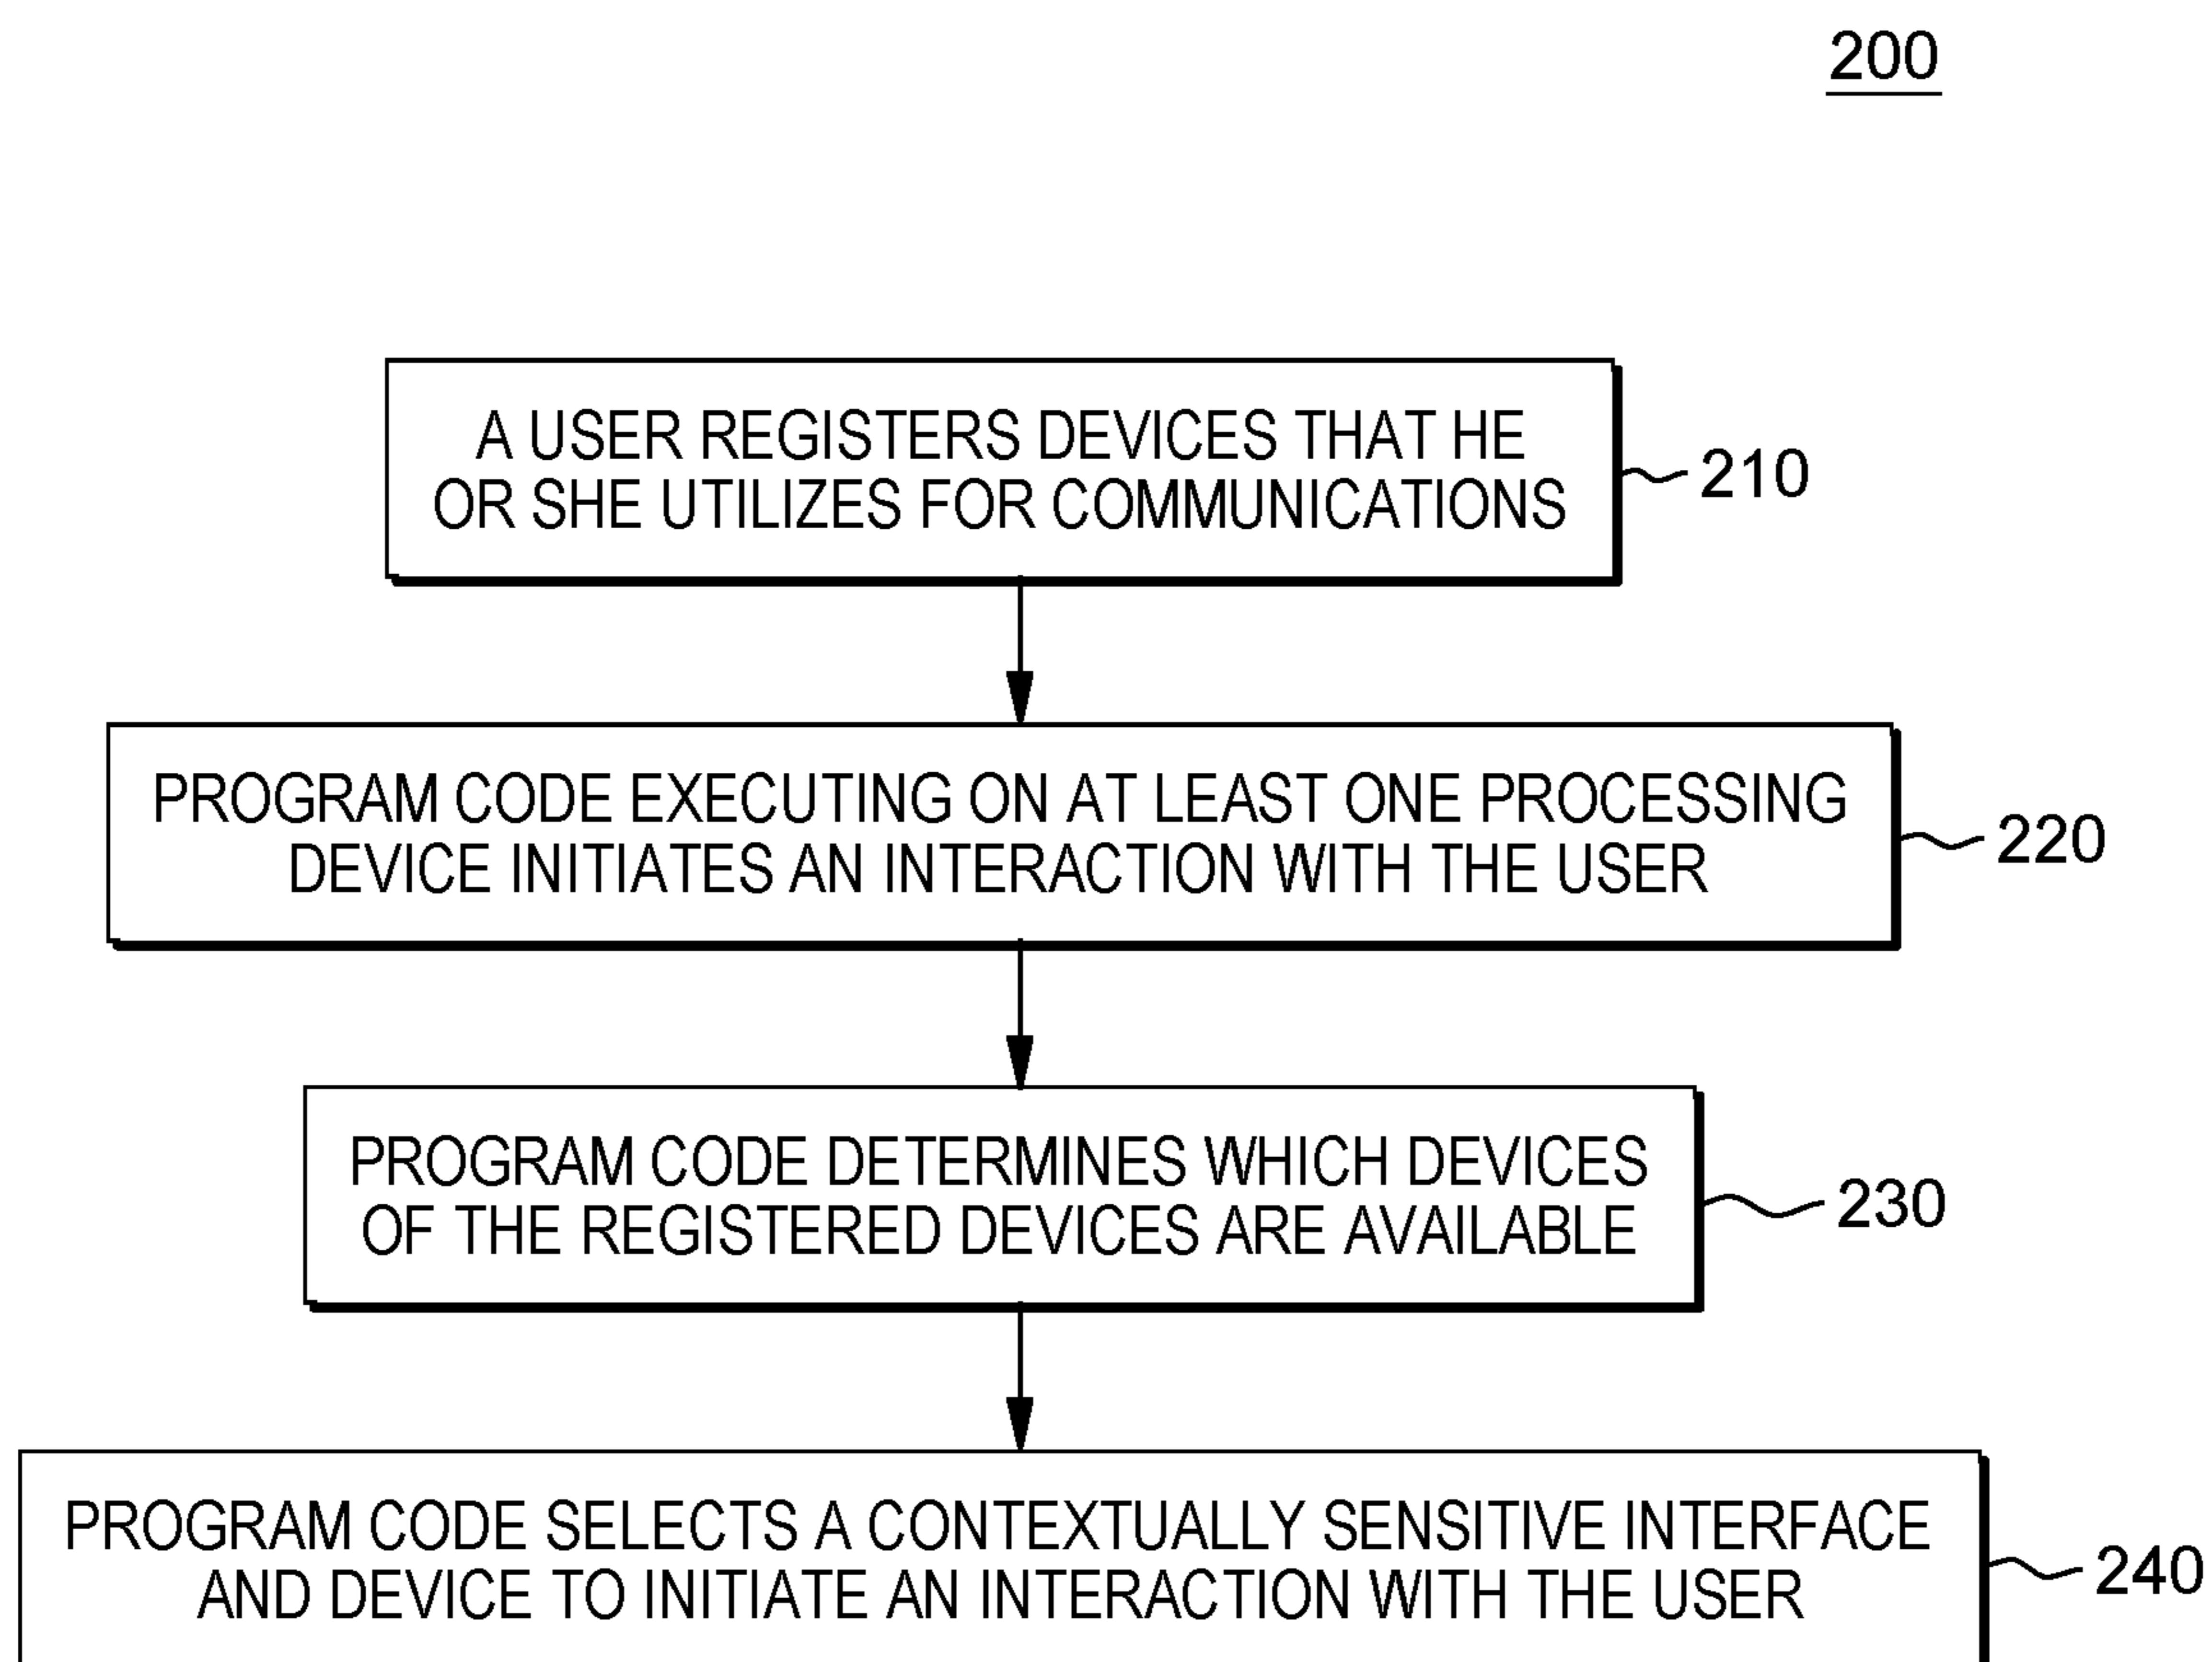 200
A USER REGISTERS DEVICES THAT HE
OR SHE UTILIZES FOR COMMUNICATIONS
210
PROGRAM CODE EXECUTING ON AT LEAST ONE PROCESSING
DEVICE INITIATES AN INTERACTION WITH THE USER
220
PROGRAM CODE DETERMINES WHICH DEVICES
OF THE REGISTERED DEVICES ARE AVAILABLE
230
PROGRAM CODE SELECTS A CONTEXTUALLY SENSITIVE INTERFACE
AND DEVICE TO INITIATE AN INTERACTION WITH THE USER
240